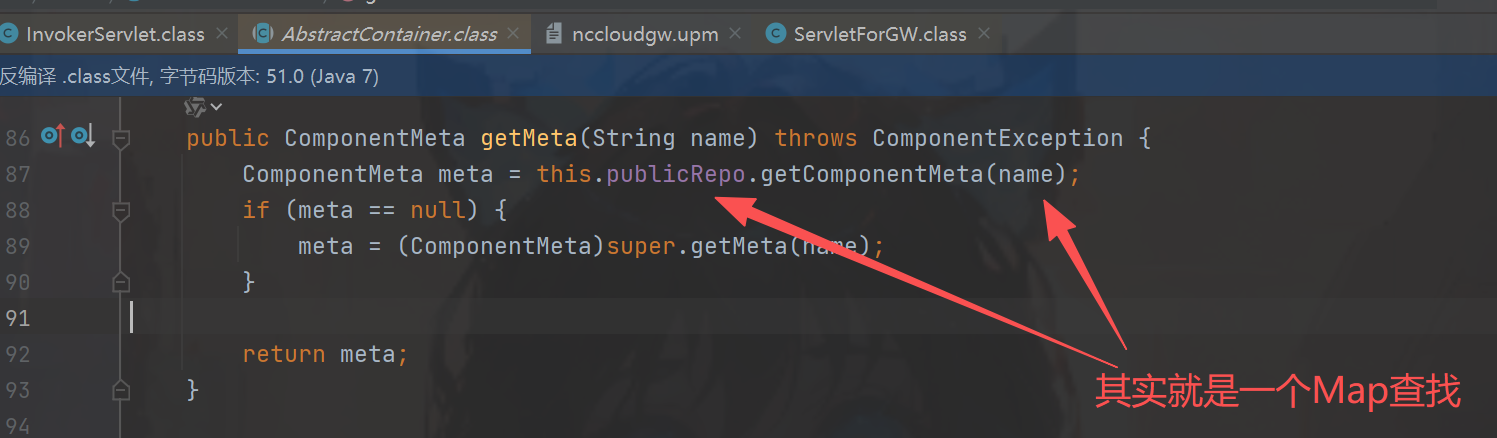 InvokerServlet.class × AbstractContainer.class × nccloudgw.upm × ServletForGW.class ×
反编译 .class文件, 字节码版本: 51.0 (Java 7)
86 public ComponentMeta getMeta(String name) throws ComponentException {
87 ComponentMeta meta = this.publicRepo.getComponentMeta(name);
88 if (meta == null) {
89 meta = (ComponentMeta)super.getMeta(name);
90 }
91
92 return meta;
93 }
其实就是一个Map查找
94